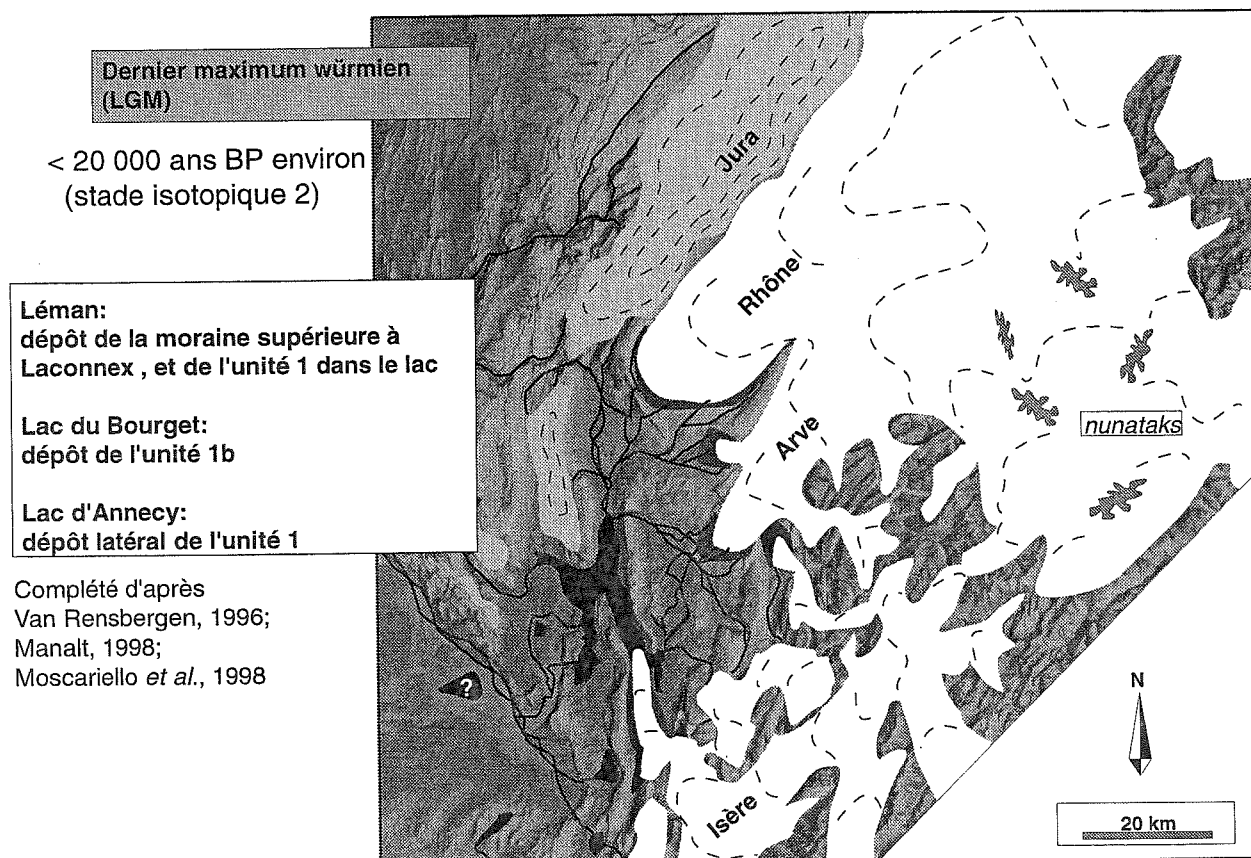 Dernier maximum würmien
(LGM)
< 20 000 ans BP environ
(stade isotopique 2)
Léman:
dépôt de la moraine supérieure à
Laconnex , et de l'unité 1 dans le lac
Lac du Bourget:
dépôt de l'unité 1b
Lac d'Annecy:
dépôt latéral de l'unité 1
Complété d'après
Van Rensbergen, 1996;
Manalt, 1998;
Moscariello et al., 1998
Jura
Rhône
Arve
nunataks
?
Isère
N
20 km